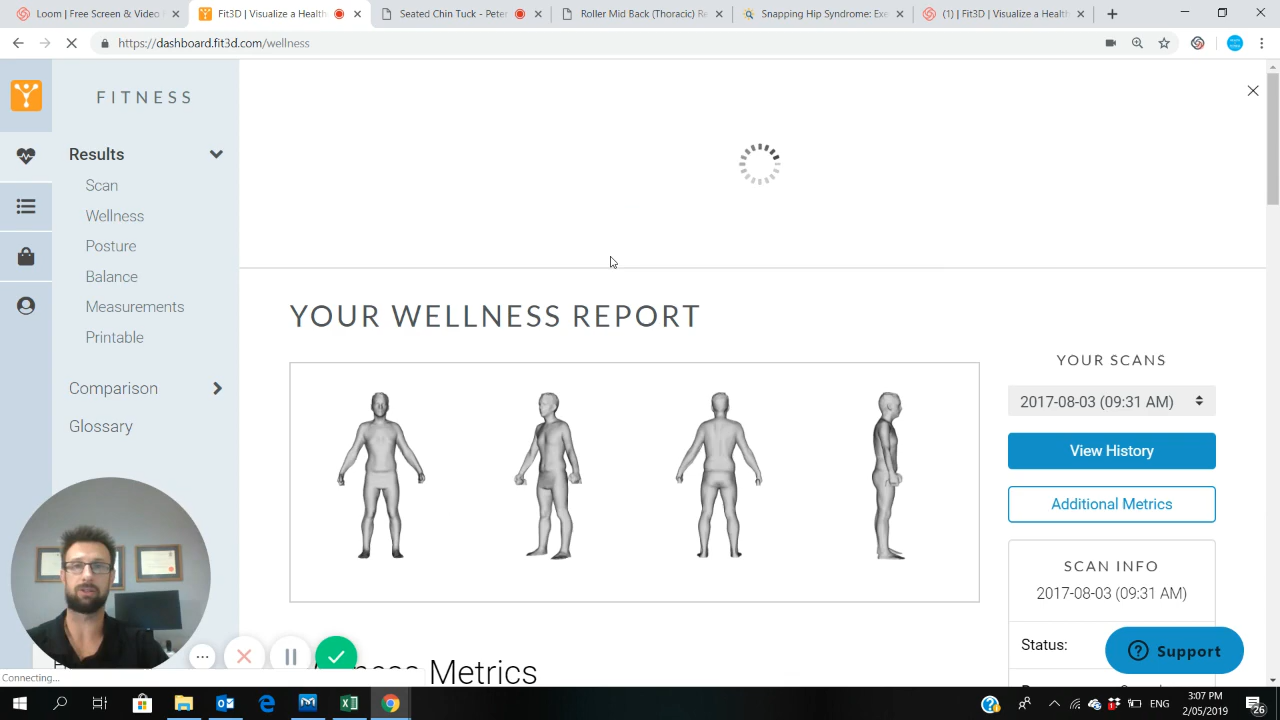 Loom | Free Screen & Video
Fit3D | Visualize a Health
Seated Chin Tuck - Peter
Roller Mid Back (Thoracic) Re
Snapping Hip Syndrome: Exe
(1) | Fit3D | Visualize a Health
https://dashboard.fit3d.com/wellness
FITNESS
Results
Scan
Wellness
Posture
Balance
Measurements
Printable
Comparison
Glossary
YOUR WELLNESS REPORT
YOUR SCANS
2017-08-03 (09:31 AM)
View History
Additional Metrics
SCAN INFO
2017-08-03 (09:31 AM)
Status:
Support
Metrics
Connecting...
ENG
3:07 PM
2/05/2019
26